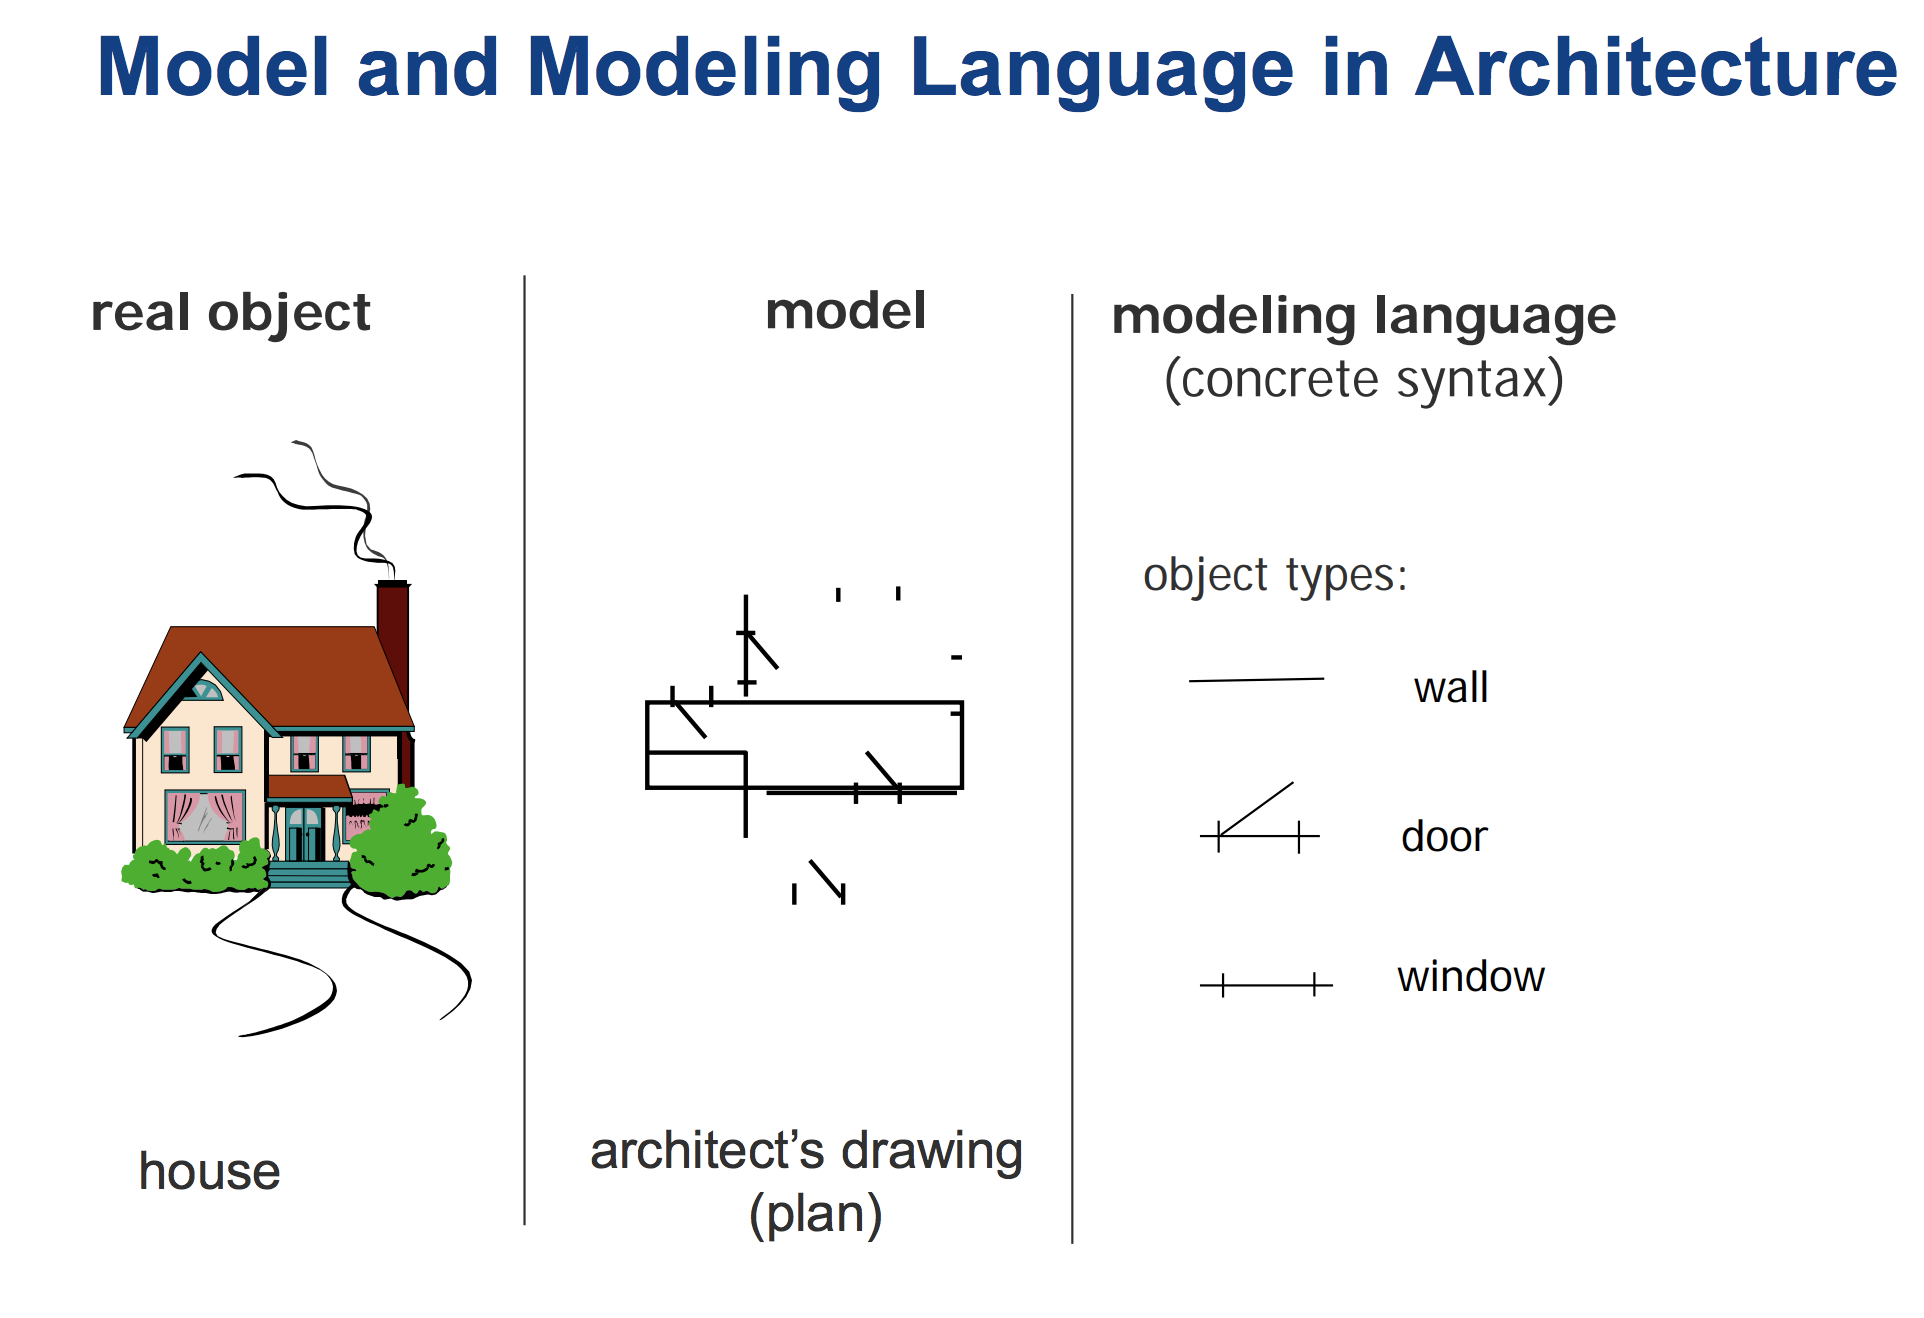 Model and Modeling Language in Architecture
real object
model
modeling language
(concrete syntax)
object types:
wall
door
window
house
architect’s drawing
(plan)